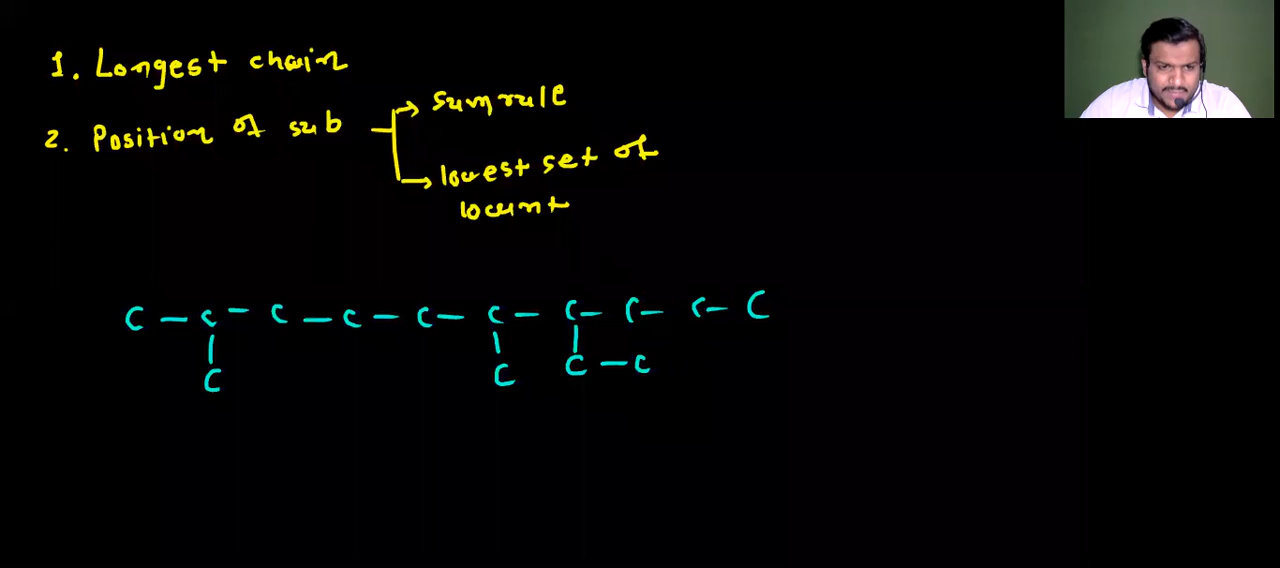 1. Longest chain
2. Position of sub → sum rule
→ lowest set of
locant
C - C - C - C - C - C - C - C - C - C
C C C - C